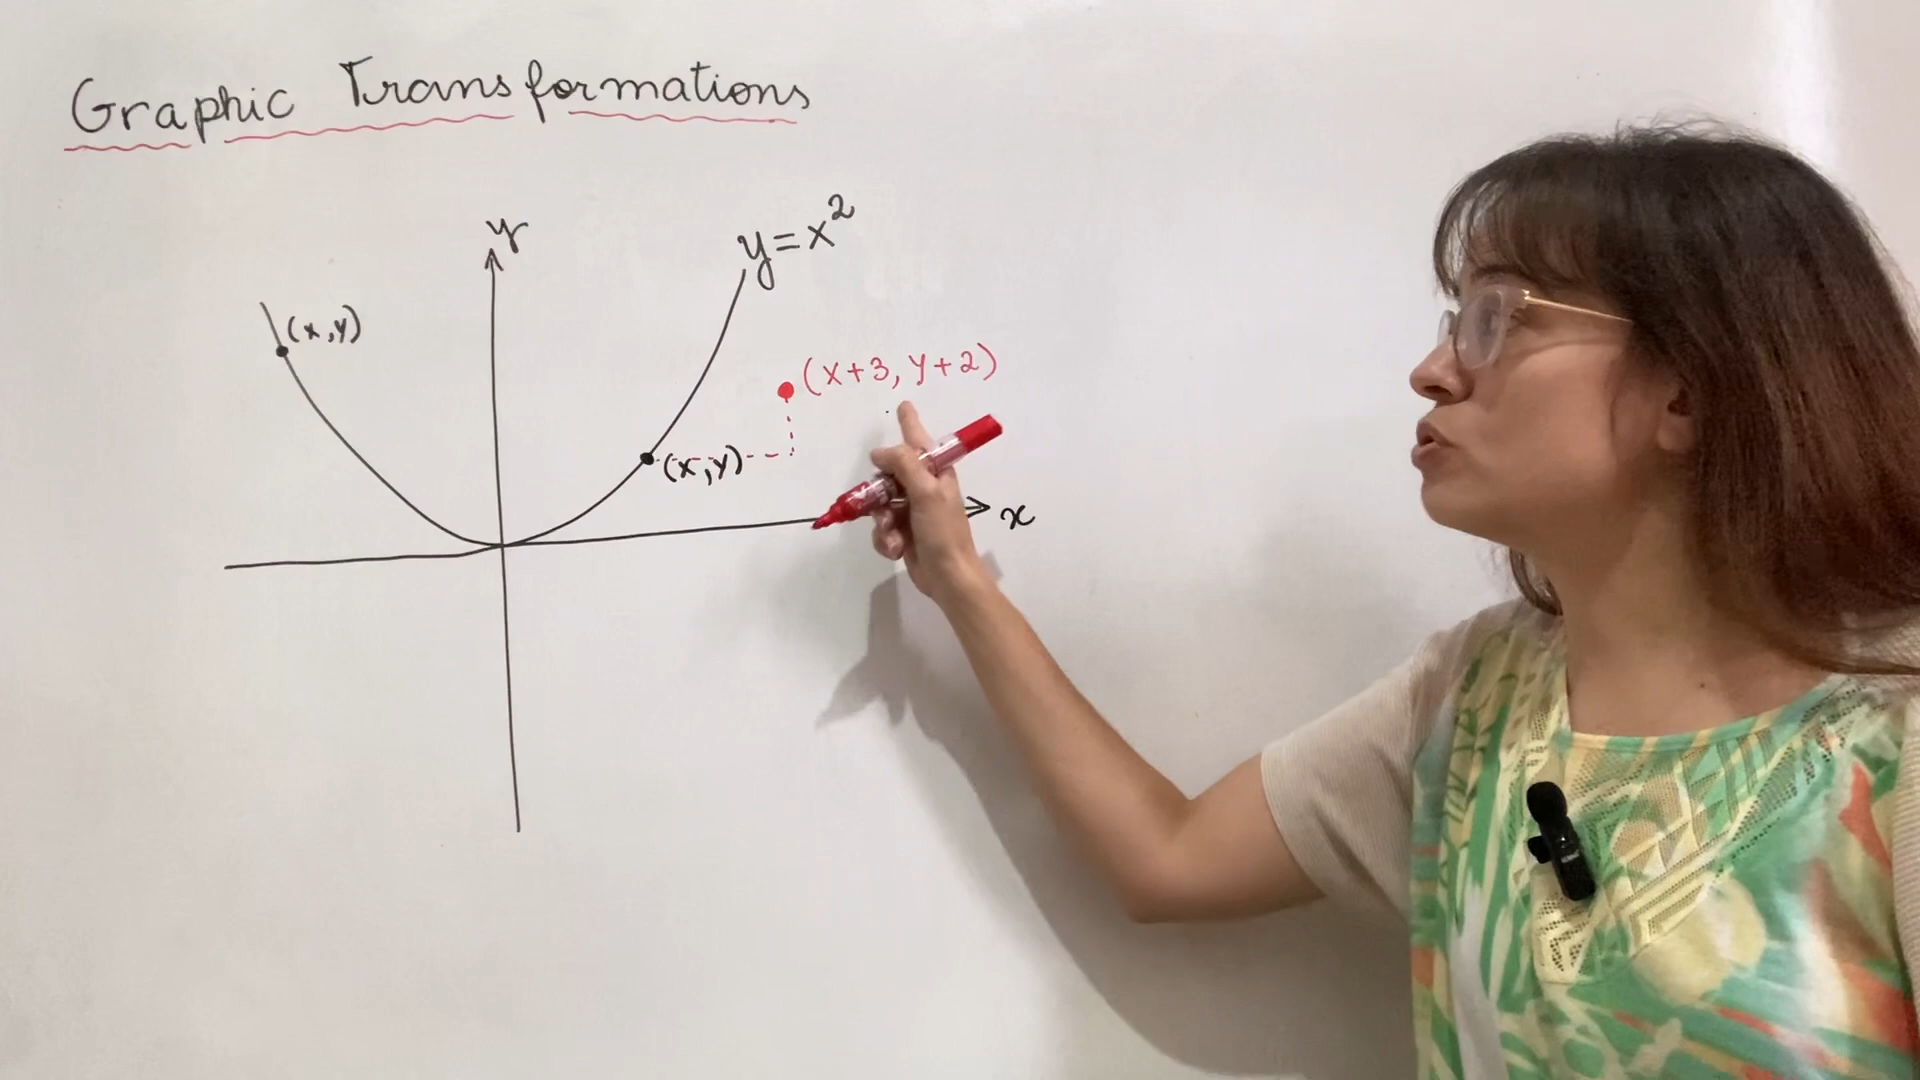 Graphic Transformations
y
y=x²
(x,y)
(x+3, y+2)
(x,y)
x